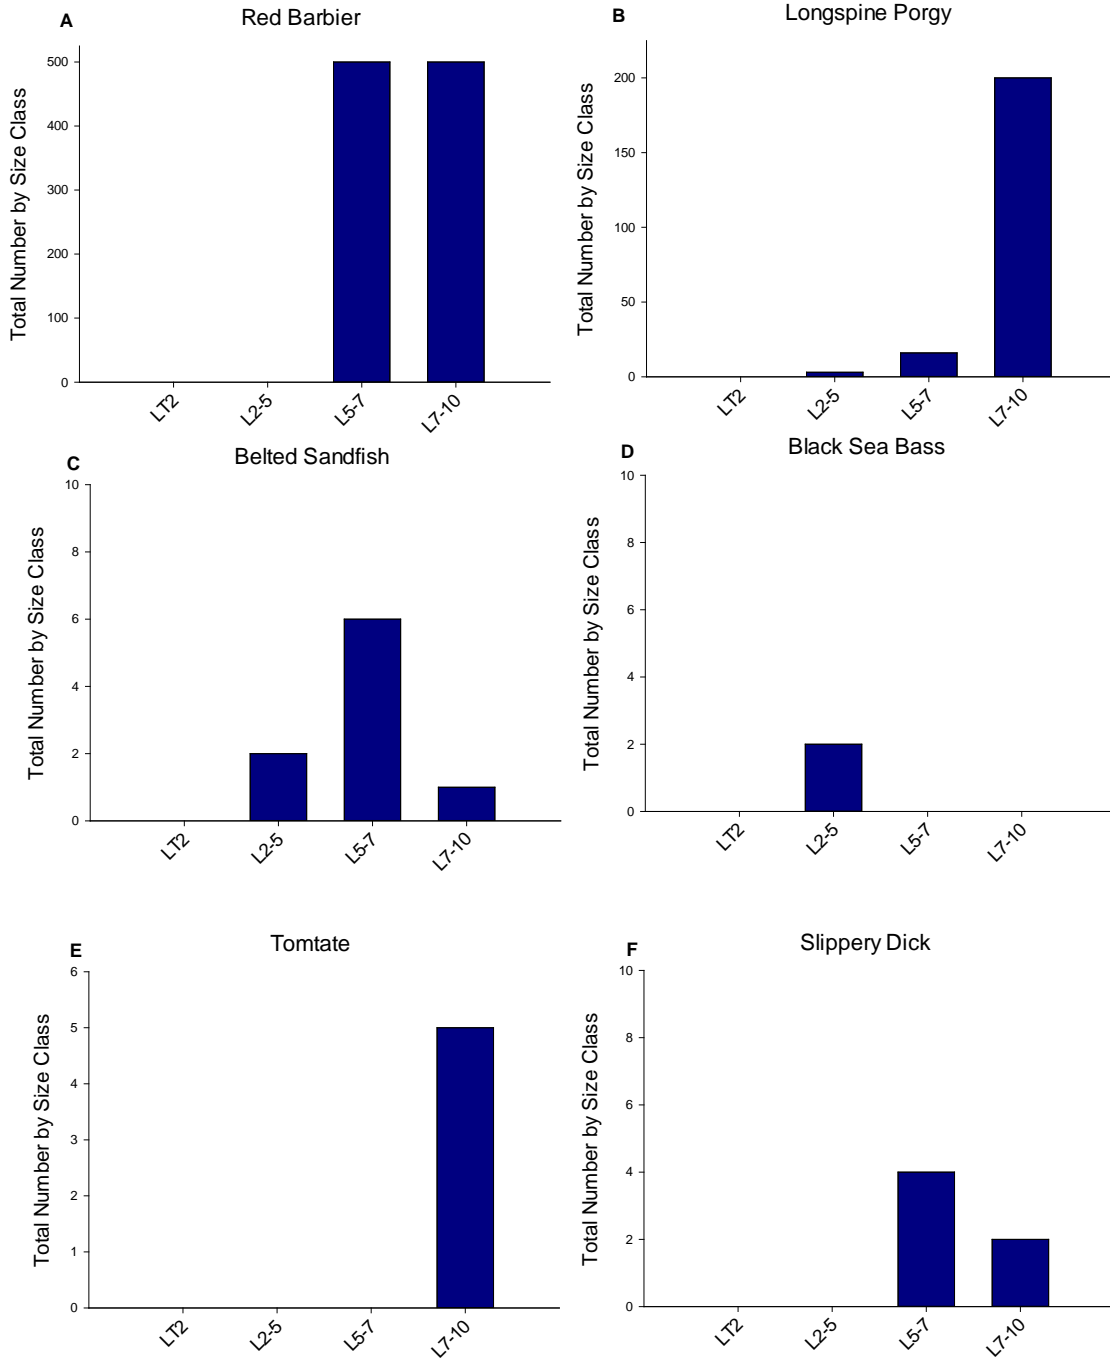 A
Red Barbier
Total Number by Size Class
500
400
300
200
100
0
LT2
L2-5
L5-7
L7-10
B
Longspine Porgy
Total Number by Size Class
200
150
100
50
0
LT2
L2-5
L5-7
L7-10
C
Belted Sandfish
Total Number by Size Class
10
8
6
4
2
0
LT2
L2-5
L5-7
L7-10
D
Black Sea Bass
Total Number by Size Class
10
8
6
4
2
0
LT2
L2-5
L5-7
L7-10
E
Tomtate
Total Number by Size Class
6
5
4
3
2
1
0
LT2
L2-5
L5-7
L7-10
F
Slippery Dick
Total Number by Size Class
10
8
6
4
2
0
LT2
L2-5
L5-7
L7-10